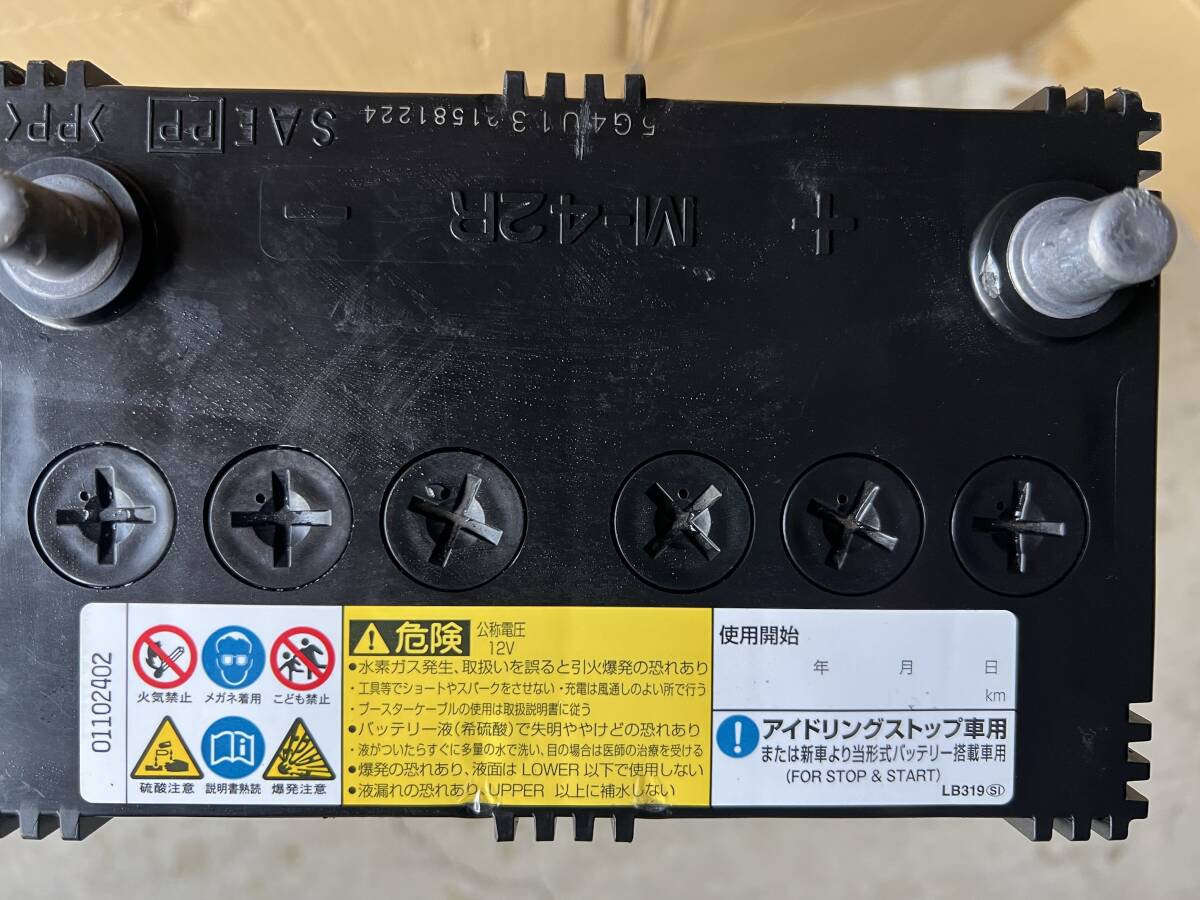 5G4U1321581224
SAE PP >PP<
+ M-42R −
01102402
火気禁止
メガネ着用
こども禁止
硫酸注意
説明書熟読
爆発注意
危険 公称電圧 12V
●水素ガス発生、取扱いを誤ると引火爆発の恐れあり
・工具等でショートやスパークをさせない・充電は風通しのよい所で行う
・ブースターケーブルの使用は取扱説明書に従う
●バッテリー液(希硫酸)で失明ややけどの恐れあり
・液がついたらすぐに多量の水で洗い、目の場合は医師の治療を受ける
●爆発の恐れあり、液面は LOWER 以下で使用しない
●液漏れの恐れあり、UPPER 以上に補水しない
使用開始
年 月 日
km
アイドリングストップ車用
または新車より当形式バッテリー搭載車用
(FOR STOP & START)
LB319 SI